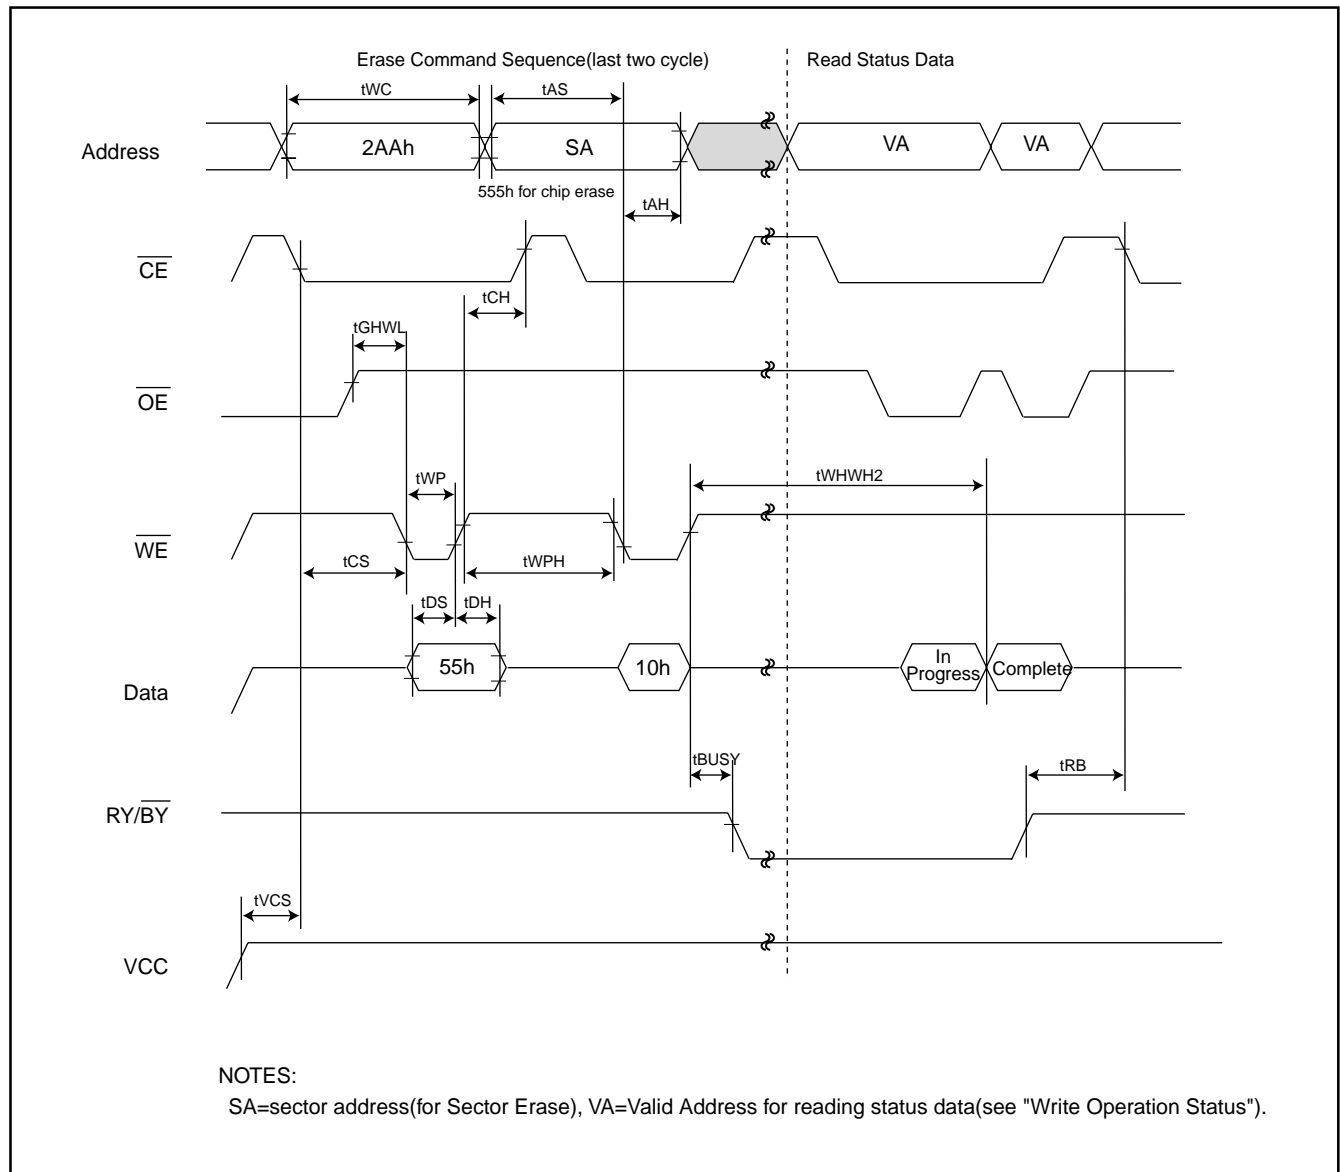 Erase Command Sequence(last two cycle)
Read Status Data
tWC
tAS
Address
2AAh
SA
VA
VA
555h for chip erase
tAH
CE
tCH
tGHWL
OE
tWP
tWHWH2
WE
tCS
tWPH
tDS
tDH
Data
55h
10h
In
Progress
Complete
tBUSY
tRB
RY/BY
tVCS
VCC
NOTES:
SA=sector address(for Sector Erase), VA=Valid Address for reading status data(see "Write Operation Status").